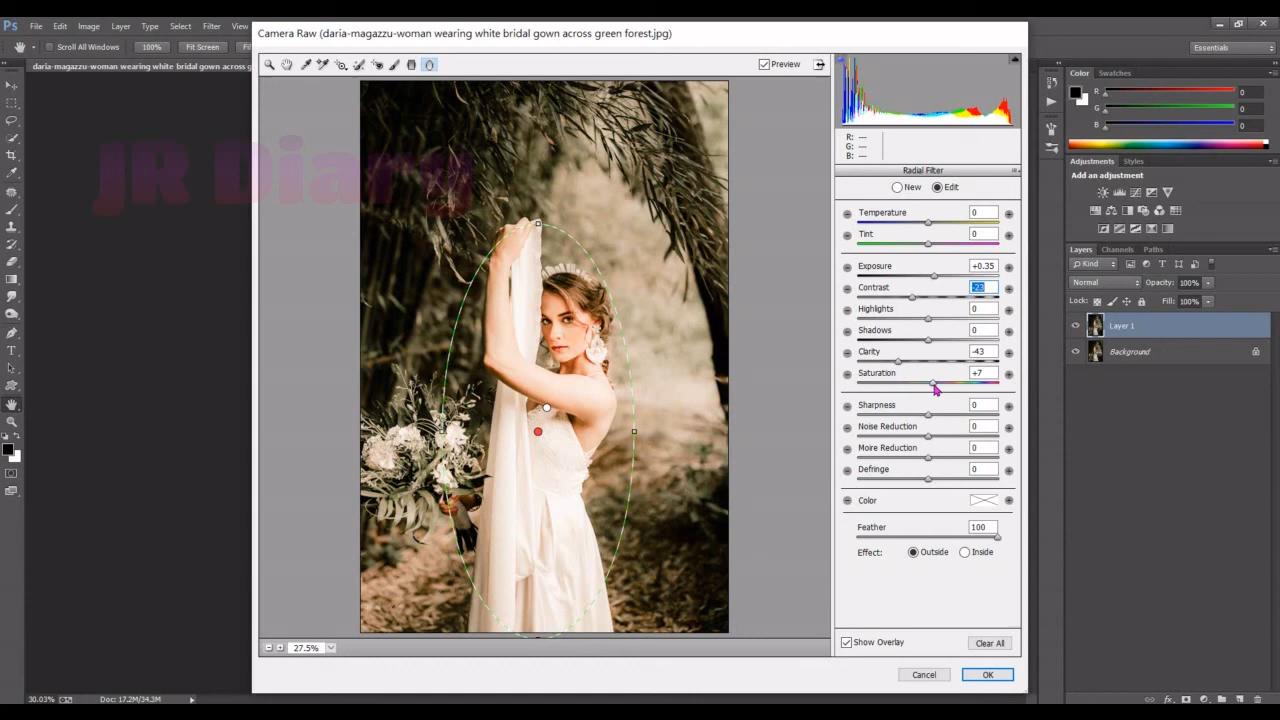 Ps File Edit Image Layer Type Select Filter View
Camera Raw (daria-magazzu-woman wearing white bridal gown across green forest.jpg)
Scroll All Windows 100% Fit Screen
Essentials
daria-magazzu-woman wearing white bridal gown across g
Preview
JR Diary
R: ---
G: ---
B: ---
Radial Filter
New Edit
Temperature 0
Tint 0
Exposure +0.35
Contrast -23
Highlights 0
Shadows 0
Clarity -43
Saturation +7
Sharpness 0
Noise Reduction 0
Moire Reduction 0
Defringe 0
Color
Feather 100
Effect: Outside Inside
Show Overlay Clear All
27.5%
Cancel OK
Color Swatches
R 0
G 0
B 0
Adjustments Styles
Add an adjustment
Layers Channels Paths
Kind
Normal Opacity: 100%
Lock: Fill: 100%
Layer 1
Background
30.03% Doc: 17.2M/34.3M